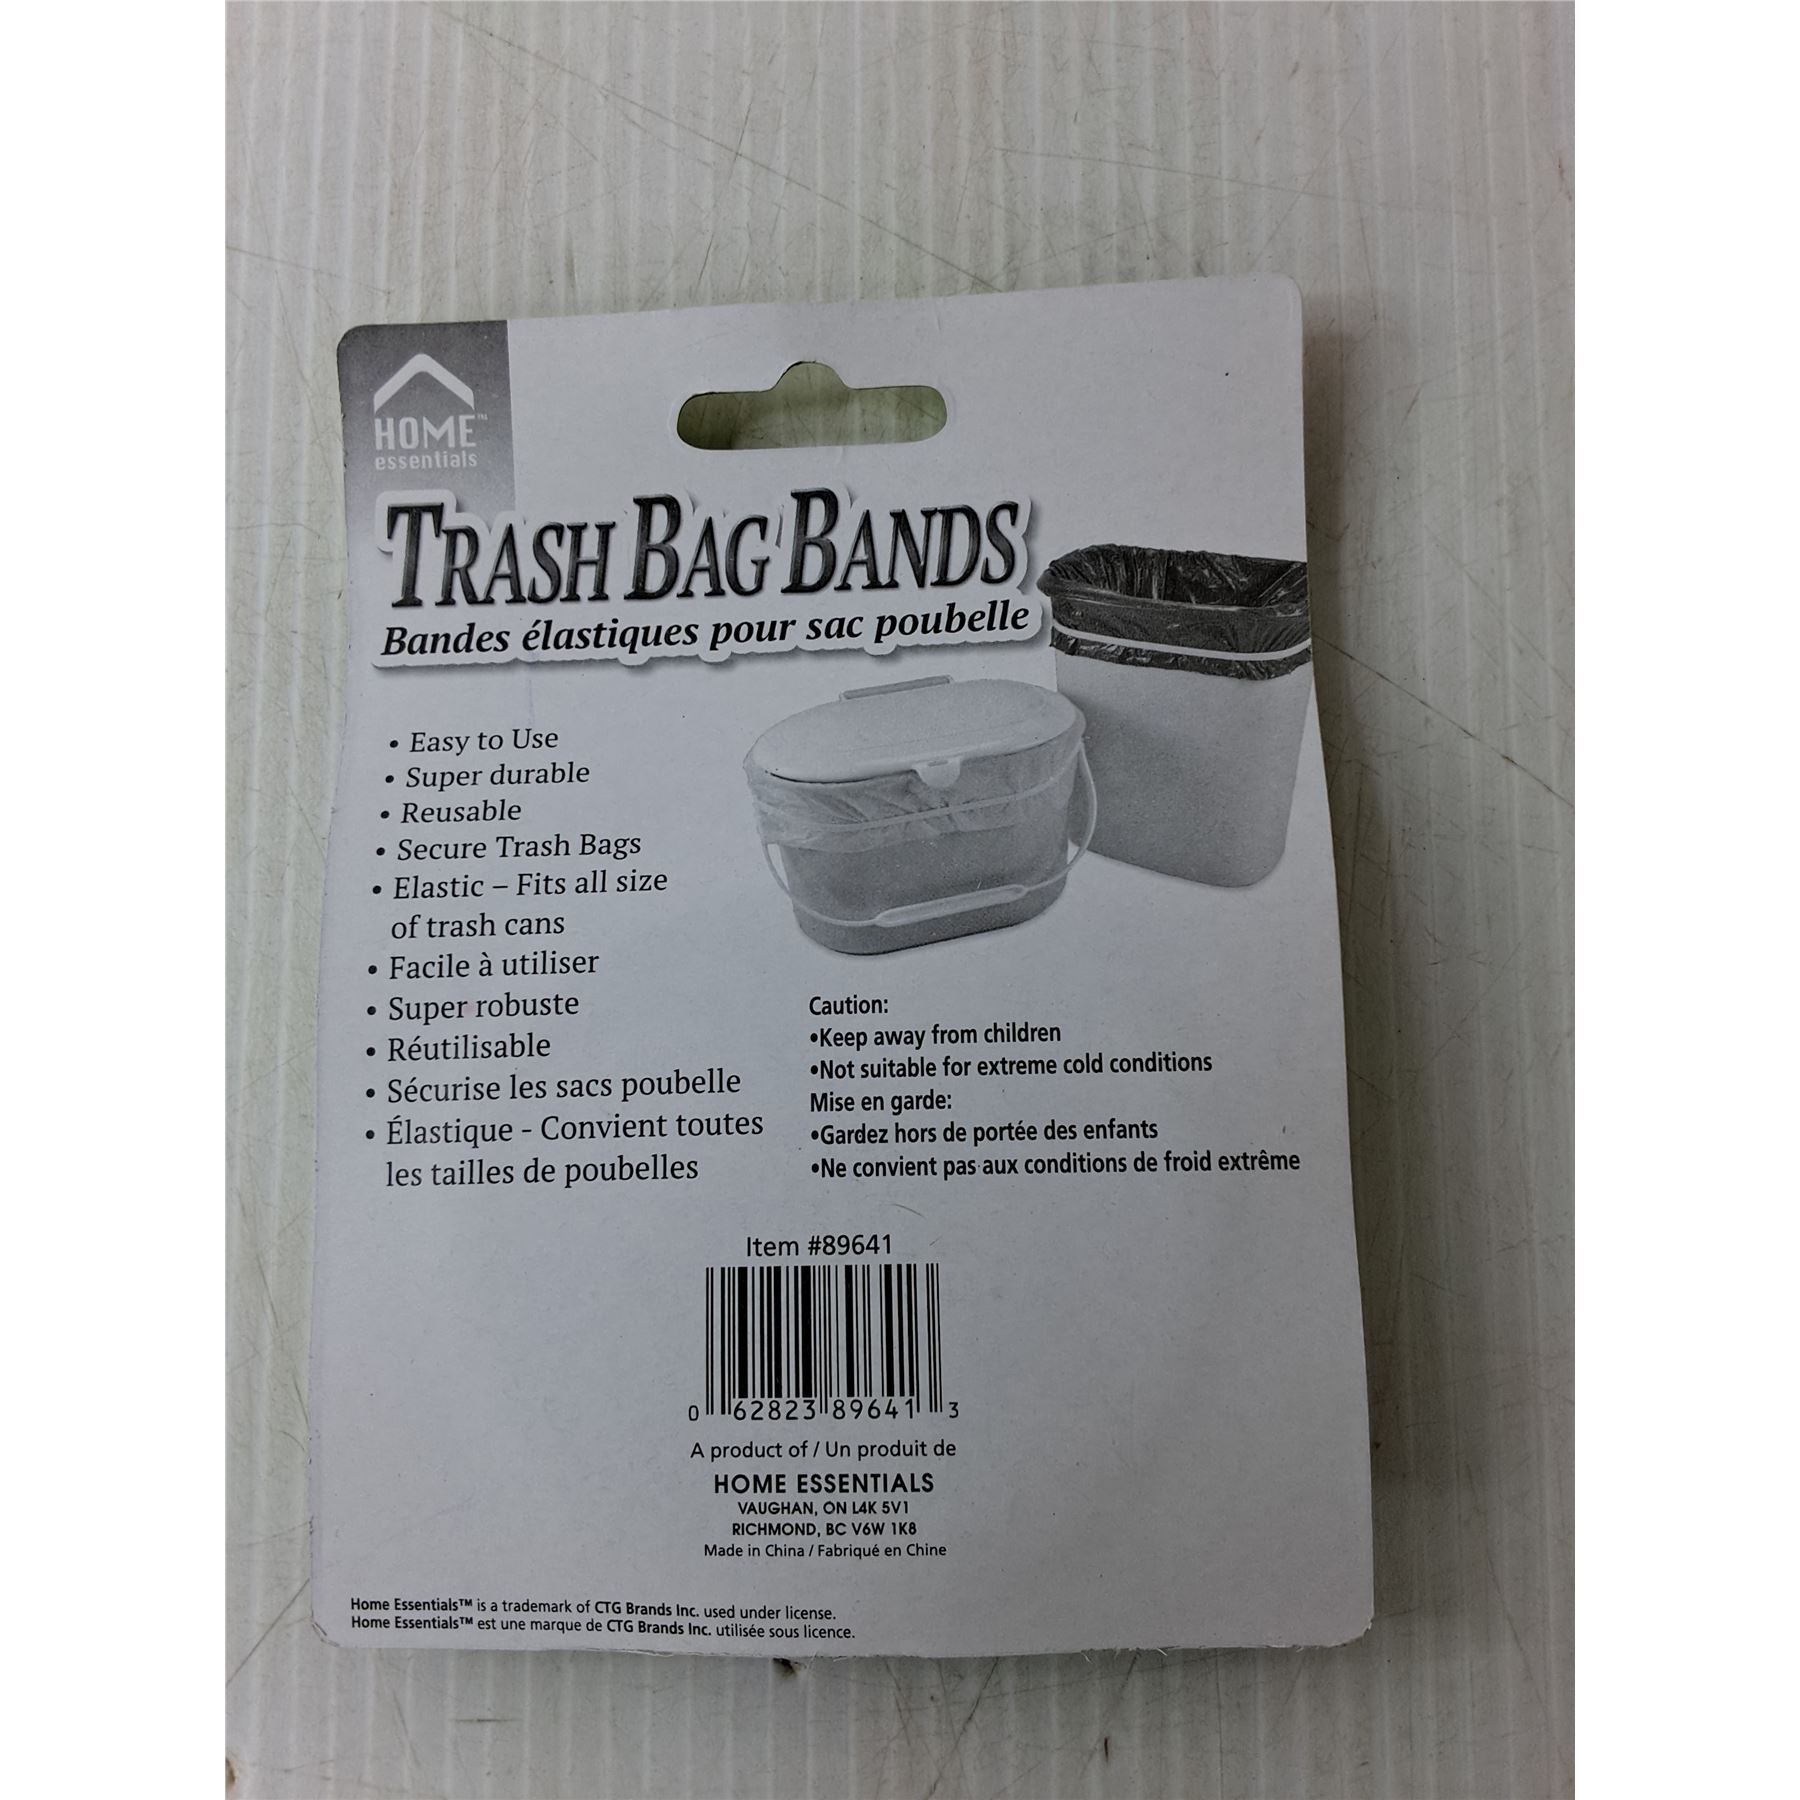 HOME™
essentials
TRASH BAG BANDS
Bandes élastiques pour sac poubelle
• Easy to Use
• Super durable
• Reusable
• Secure Trash Bags
• Elastic – Fits all size
of trash cans
• Facile à utiliser
• Super robuste
• Réutilisable
• Sécurise les sacs poubelle
• Élastique - Convient toutes
les tailles de poubelles
Caution:
•Keep away from children
•Not suitable for extreme cold conditions
Mise en garde:
•Gardez hors de portée des enfants
•Ne convient pas aux conditions de froid extrême
Item #89641
0 62823 89641 3
A product of / Un produit de
HOME ESSENTIALS
VAUGHAN, ON L4K 5V1
RICHMOND, BC V6W 1K8
Made in China / Fabriqué en Chine
Home Essentials™ is a trademark of CTG Brands Inc. used under license.
Home Essentials™ est une marque de CTG Brands Inc. utilisée sous licence.